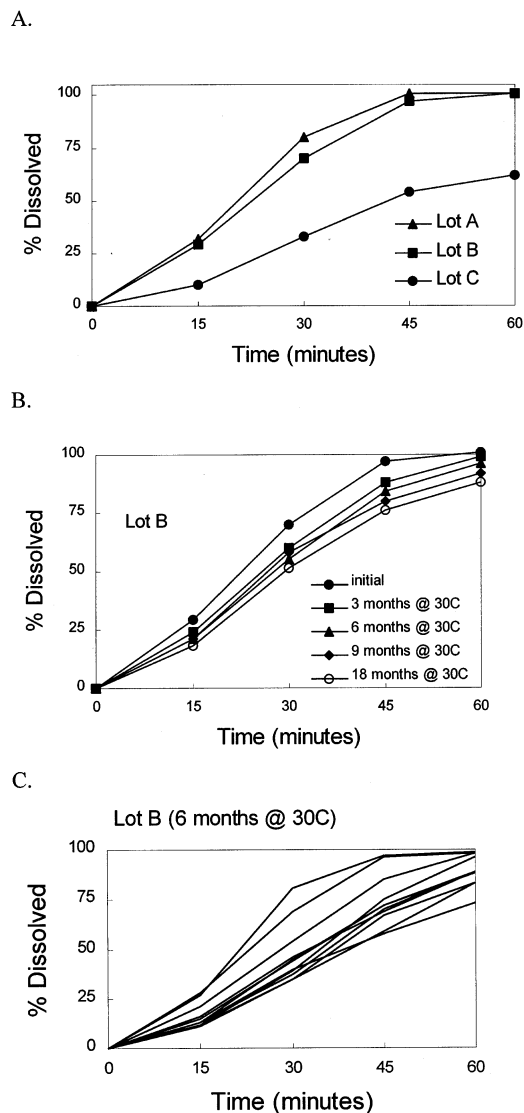 A.
100
75
50
25
0
% Dissolved
Lot A
Lot B
Lot C
0 15 30 45 60
Time (minutes)
B.
100
75
50
25
0
% Dissolved
Lot B
initial
3 months @ 30C
6 months @ 30C
9 months @ 30C
18 months @ 30C
0 15 30 45 60
Time (minutes)
C.
Lot B (6 months @ 30C)
100
75
50
25
0
% Dissolved
0 15 30 45 60
Time (minutes)